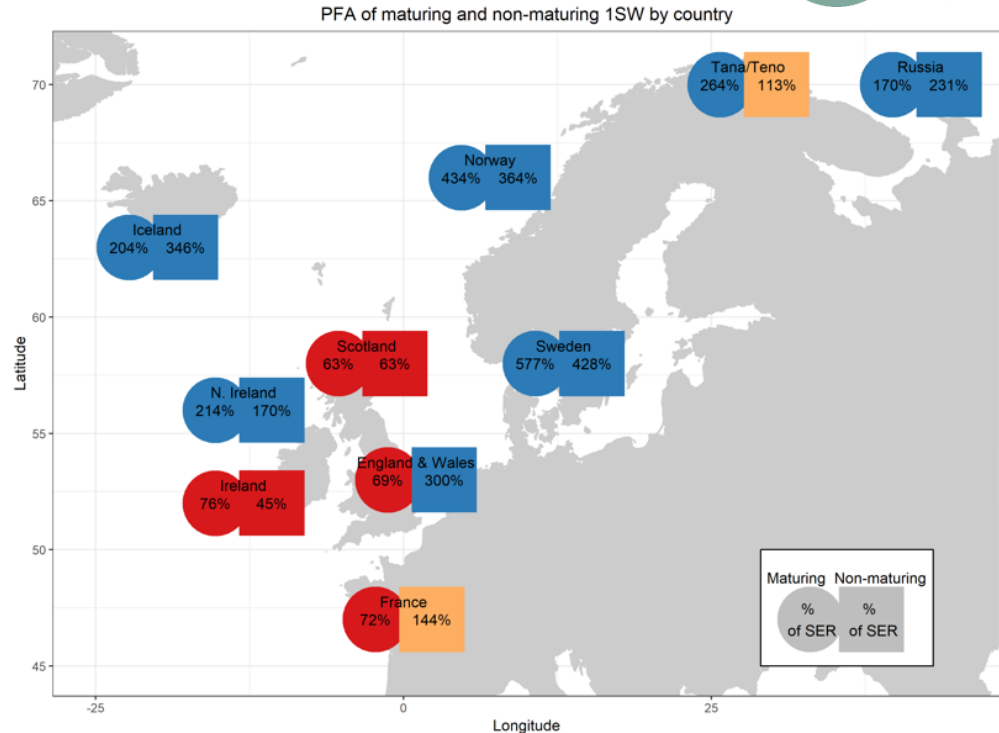 PFA of maturing and non-maturing 1SW by country
70
65
60
55
50
45
Latitude
-25
0
25
Longitude
Tana/Teno
264% 113%
Russia
170% 231%
Norway
434% 364%
Iceland
204% 346%
Scotland
63% 63%
Sweden
577% 428%
N. Ireland
214% 170%
England & Wales
69% 300%
Ireland
76% 45%
France
72% 144%
Maturing Non-maturing
% %
of SER of SER